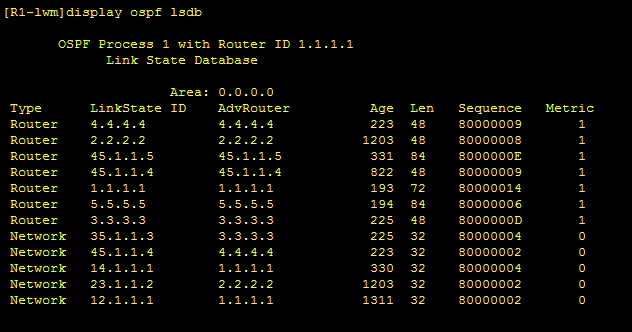 [R1-lwm]display ospf lsdb
OSPF Process 1 with Router ID 1.1.1.1
Link State Database
Area: 0.0.0.0
Type LinkState ID AdvRouter Age Len Sequence Metric
Router 4.4.4.4 4.4.4.4 223 48 80000009 1
Router 2.2.2.2 2.2.2.2 1203 48 80000008 1
Router 45.1.1.5 45.1.1.5 331 84 8000000E 1
Router 45.1.1.4 45.1.1.4 822 48 80000009 1
Router 1.1.1.1 1.1.1.1 193 72 80000014 1
Router 5.5.5.5 5.5.5.5 194 84 80000006 1
Router 3.3.3.3 3.3.3.3 225 48 8000000D 1
Network 35.1.1.3 3.3.3.3 225 32 80000004 0
Network 45.1.1.4 4.4.4.4 223 32 80000002 0
Network 14.1.1.1 1.1.1.1 330 32 80000004 0
Network 23.1.1.2 2.2.2.2 1203 32 80000002 0
Network 12.1.1.1 1.1.1.1 1311 32 80000002 0